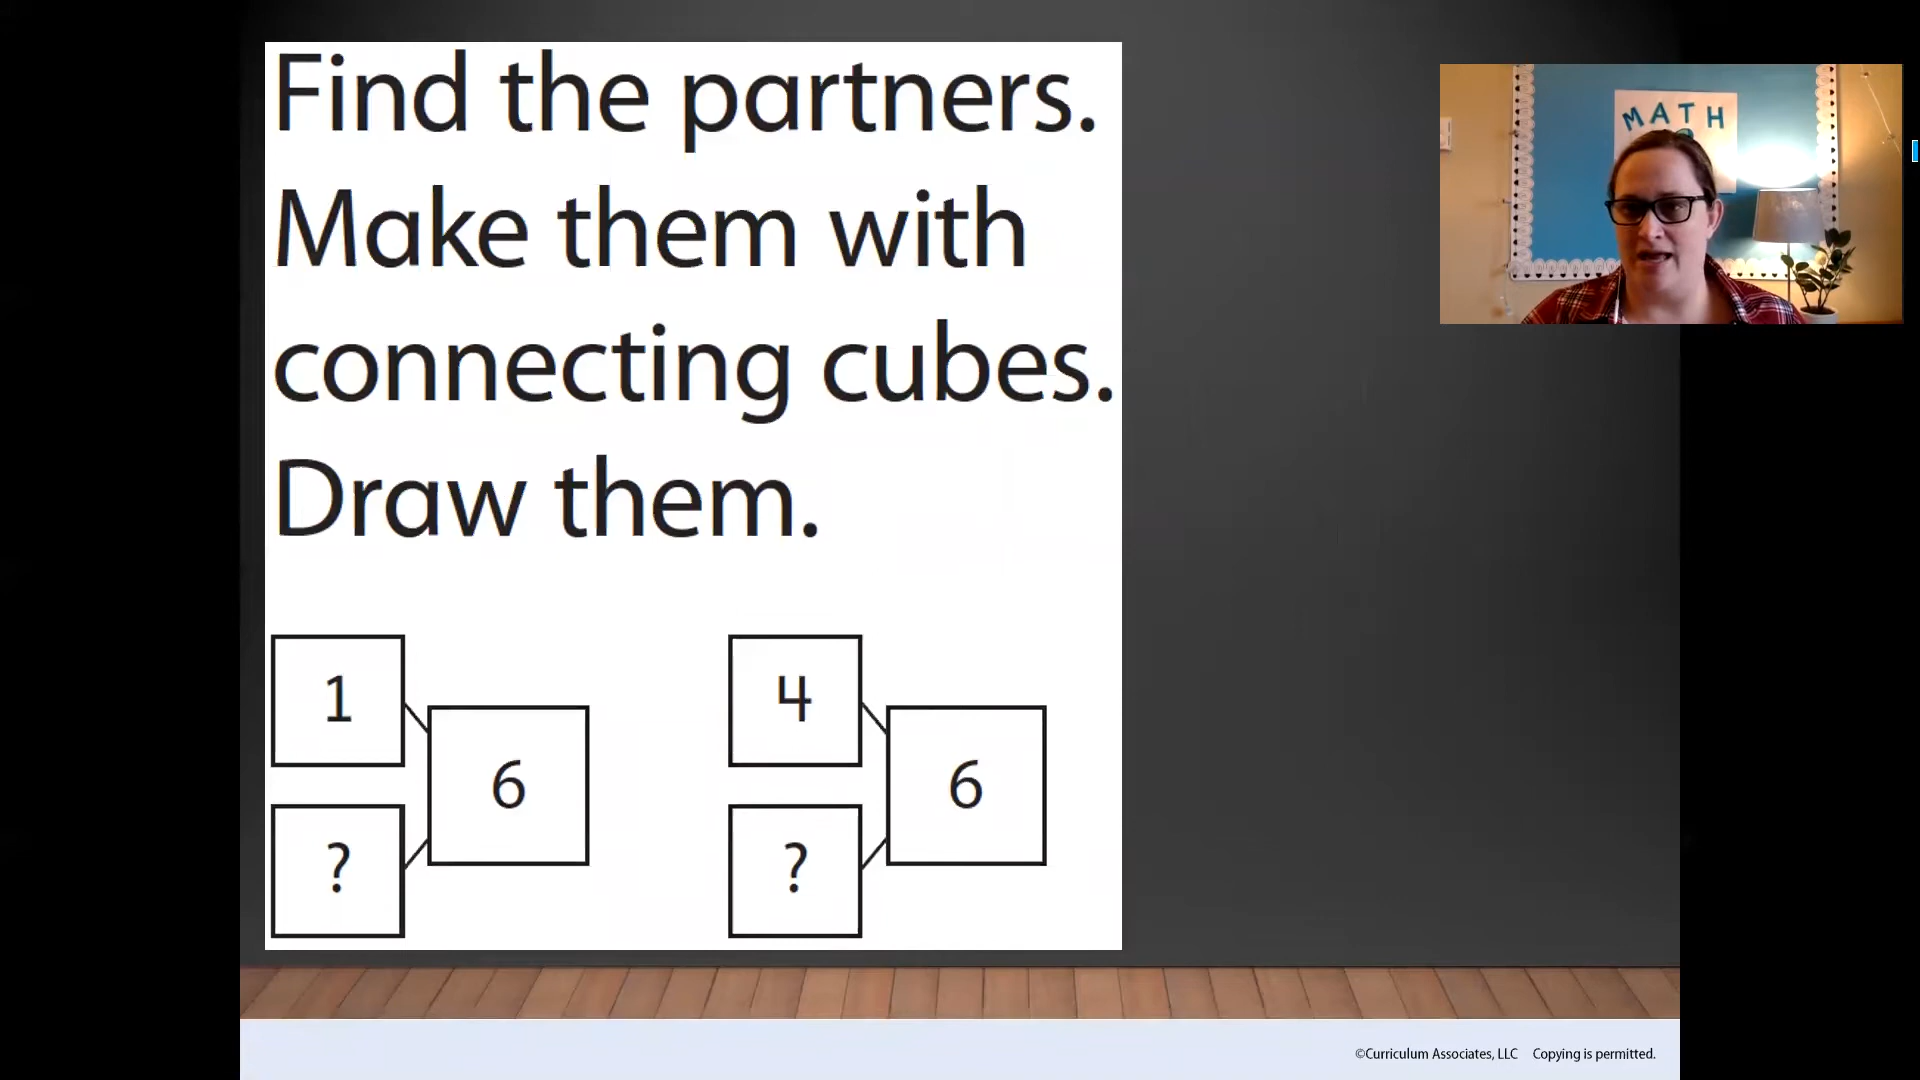 Find the partners.
Make them with
connecting cubes.
Draw them.
1
6
?
4
6
?
MATH
©Curriculum Associates, LLC Copying is permitted.